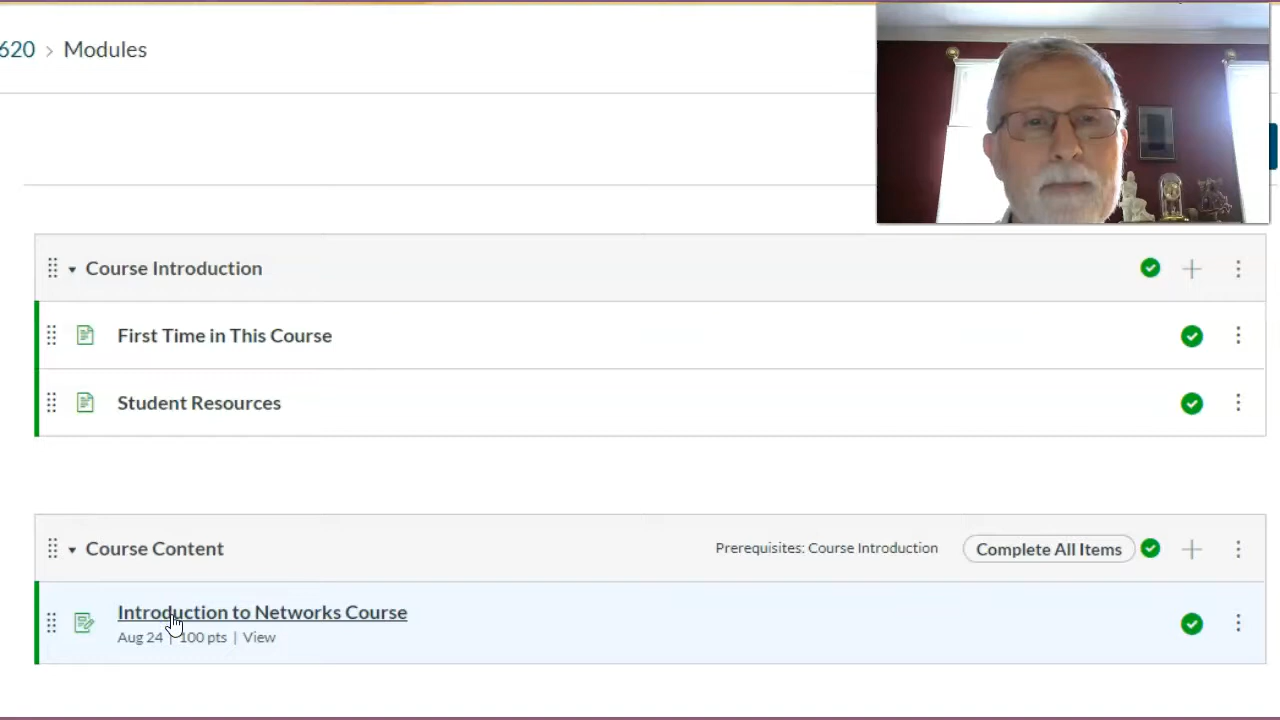 620 > Modules
Course Introduction
First Time in This Course
Student Resources
Course Content
Prerequisites: Course Introduction
Complete All Items
Introduction to Networks Course
Aug 24 | 100 pts | View